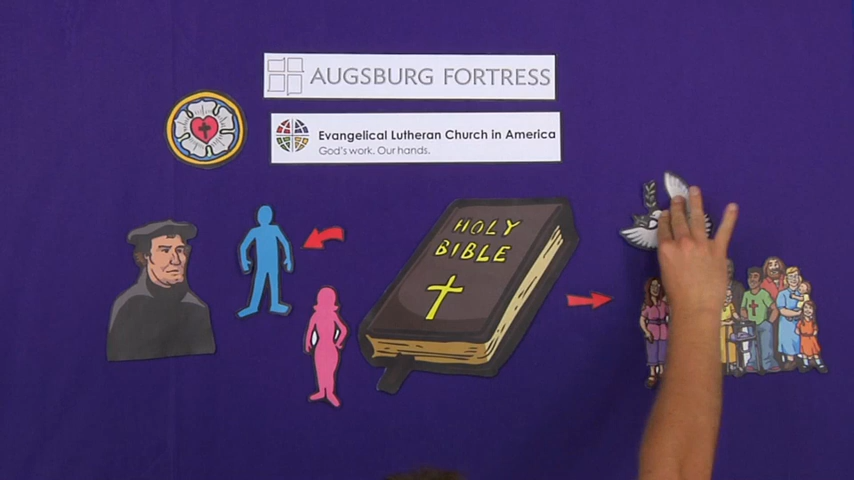 AUGSBURG FORTRESS
Evangelical Lutheran Church in America
God's work. Our hands.
HOLY
BIBLE